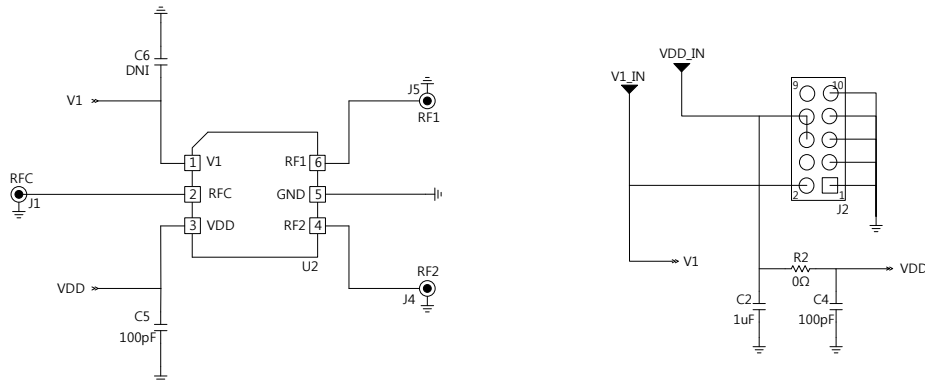 C6
DNI
V1
J5
RF1
1
V1
RF1
6
RFC
J1
2
RFC
GND
5
3
VDD
RF2
4
U2
RF2
J4
VDD
C5
100pF
VDD_IN
V1_IN
9
10
2
1
J2
V1
R2
0Ω
VDD
C2
1uF
C4
100pF